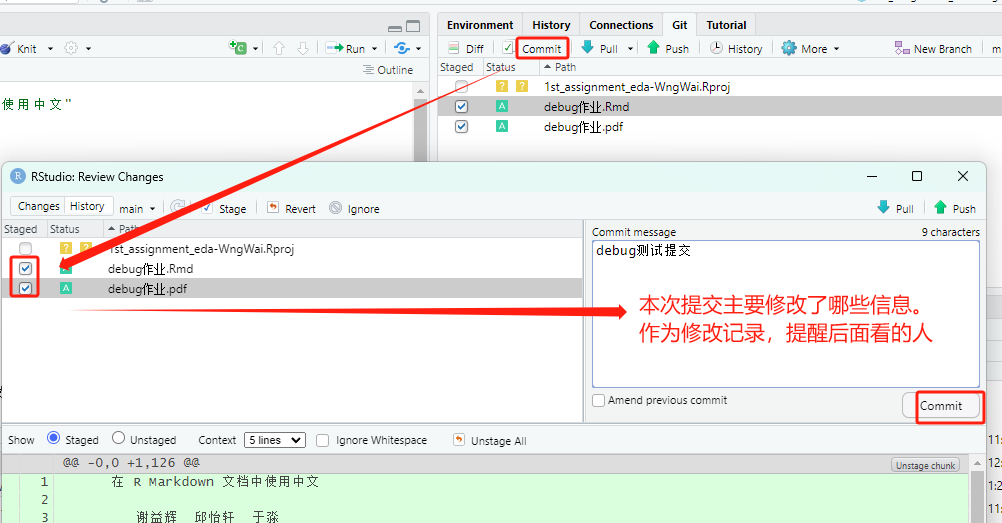 Environment History Connections Git Tutorial
Knit Run Diff Commit Pull Push History More New Branch
Outline Staged Status Path
? ? 1st_assignment_eda-WngWai.Rproj
使用中文"
A debug作业.Rmd
A debug作业.pdf
R RStudio: Review Changes
Changes History main Stage Revert Ignore Pull Push
Staged Status Path Commit message 9 characters
? ? 1st_assignment_eda-WngWai.Rproj
debug测试提交
debug作业.Rmd
A debug作业.pdf
本次提交主要修改了哪些信息。
作为修改记录，提醒后面看的人
Amend previous commit
Commit
Show Staged Unstaged Context 5 lines Ignore Whitespace Unstage All
@@ -0,0 +1,126 @@ Unstage chunk
1 在 R Markdown 文档中使用中文
2
3 谢益辉 邱怡轩 于淼